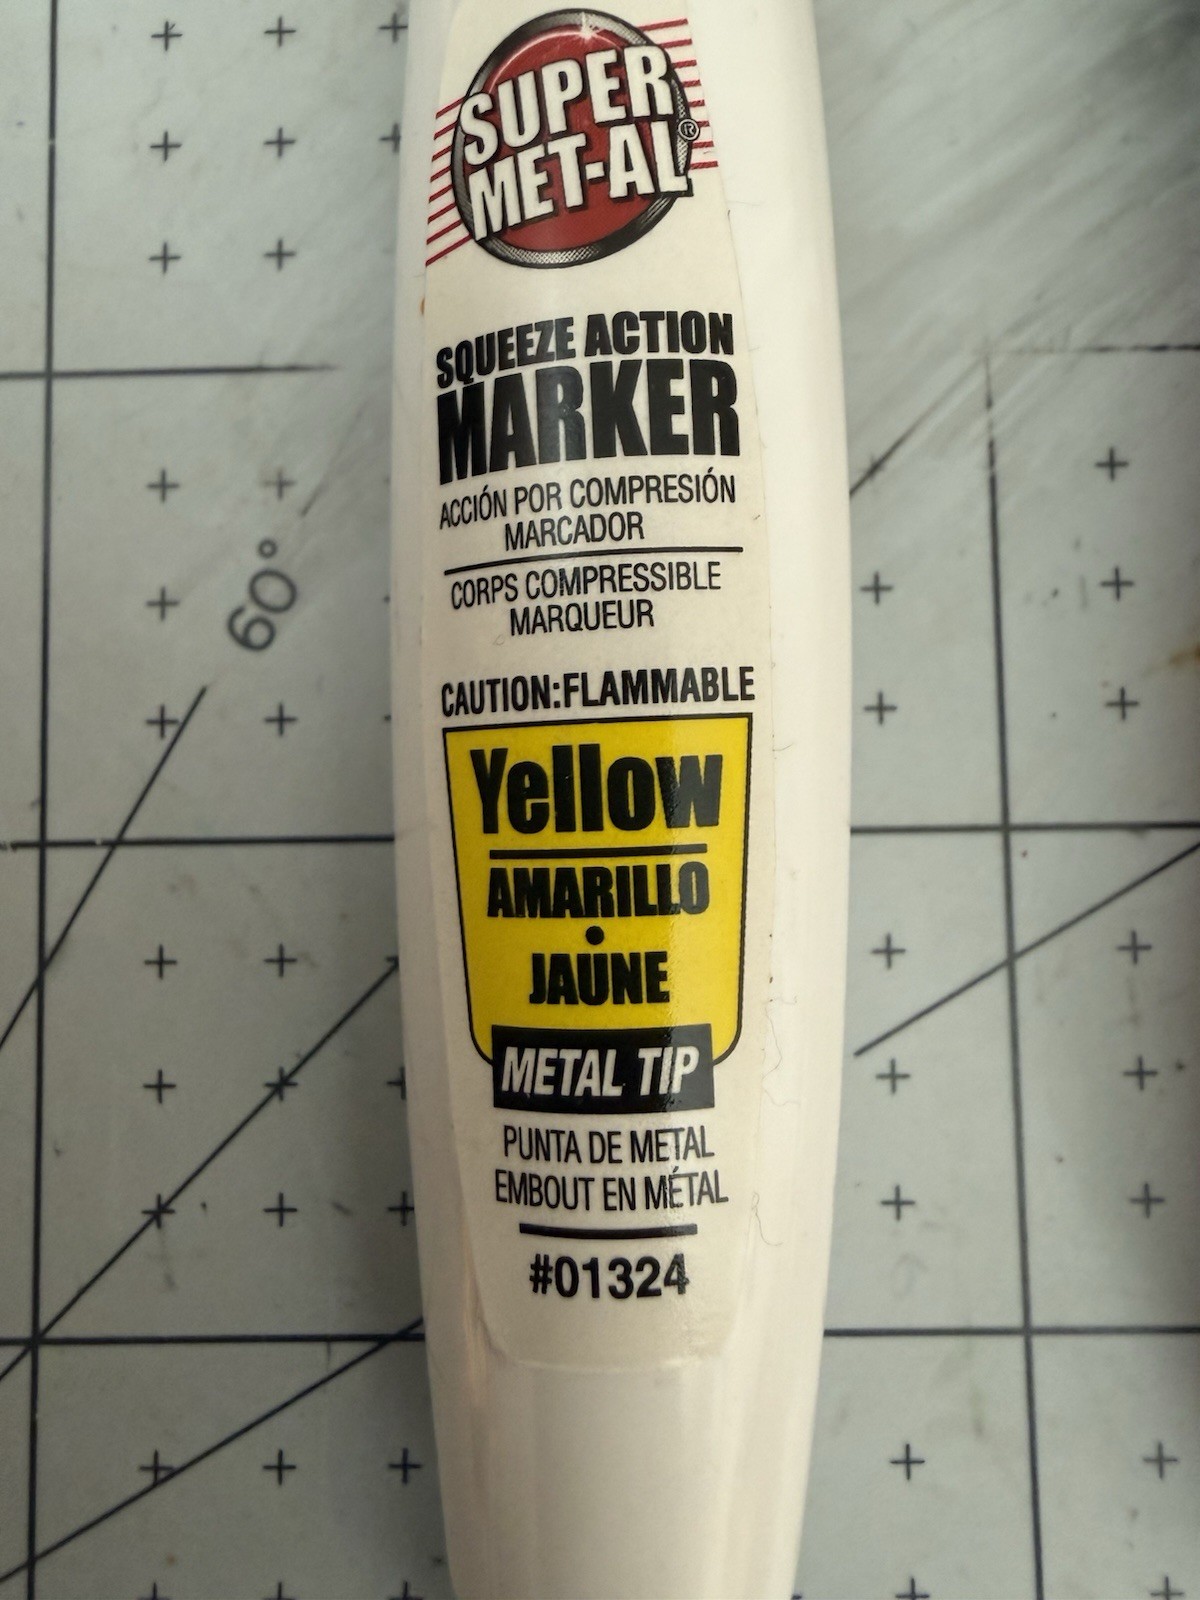 SUPER
MET-AL®
SQUEEZE ACTION
MARKER
ACCIÓN POR COMPRESIÓN
MARCADOR
CORPS COMPRESSIBLE
MARQUEUR
CAUTION:FLAMMABLE
Yellow
AMARILLO
•
JAUNE
METAL TIP
PUNTA DE METAL
EMBOUT EN MÉTAL
#01324
60°